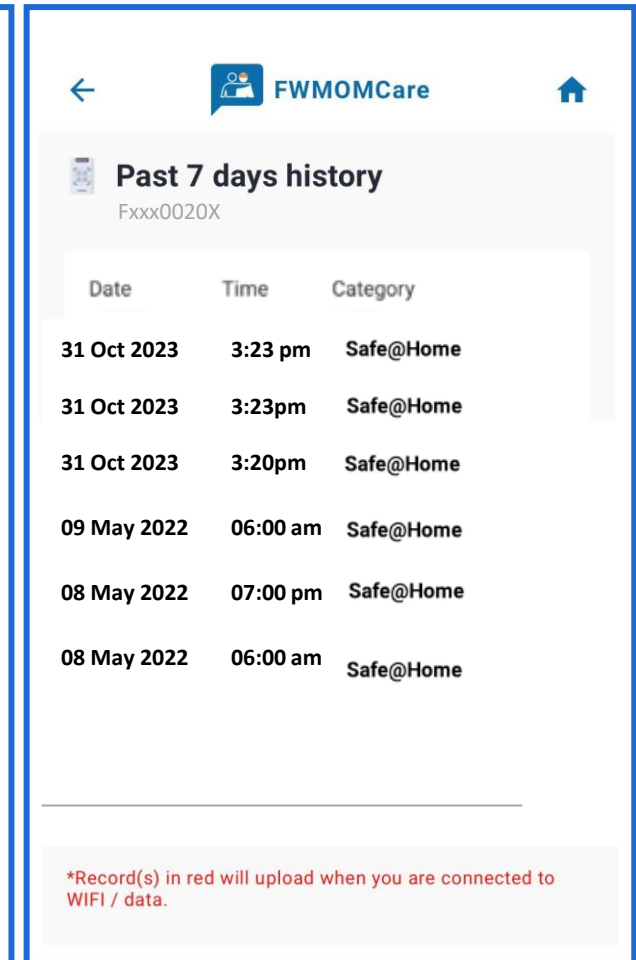 FWMOMCare
Past 7 days history
Fxxx0020X
Date Time Category
31 Oct 2023 3:23 pm Safe@Home
31 Oct 2023 3:23pm Safe@Home
31 Oct 2023 3:20pm Safe@Home
09 May 2022 06:00 am Safe@Home
08 May 2022 07:00 pm Safe@Home
08 May 2022 06:00 am Safe@Home
*Record(s) in red will upload when you are connected to
WIFI / data.